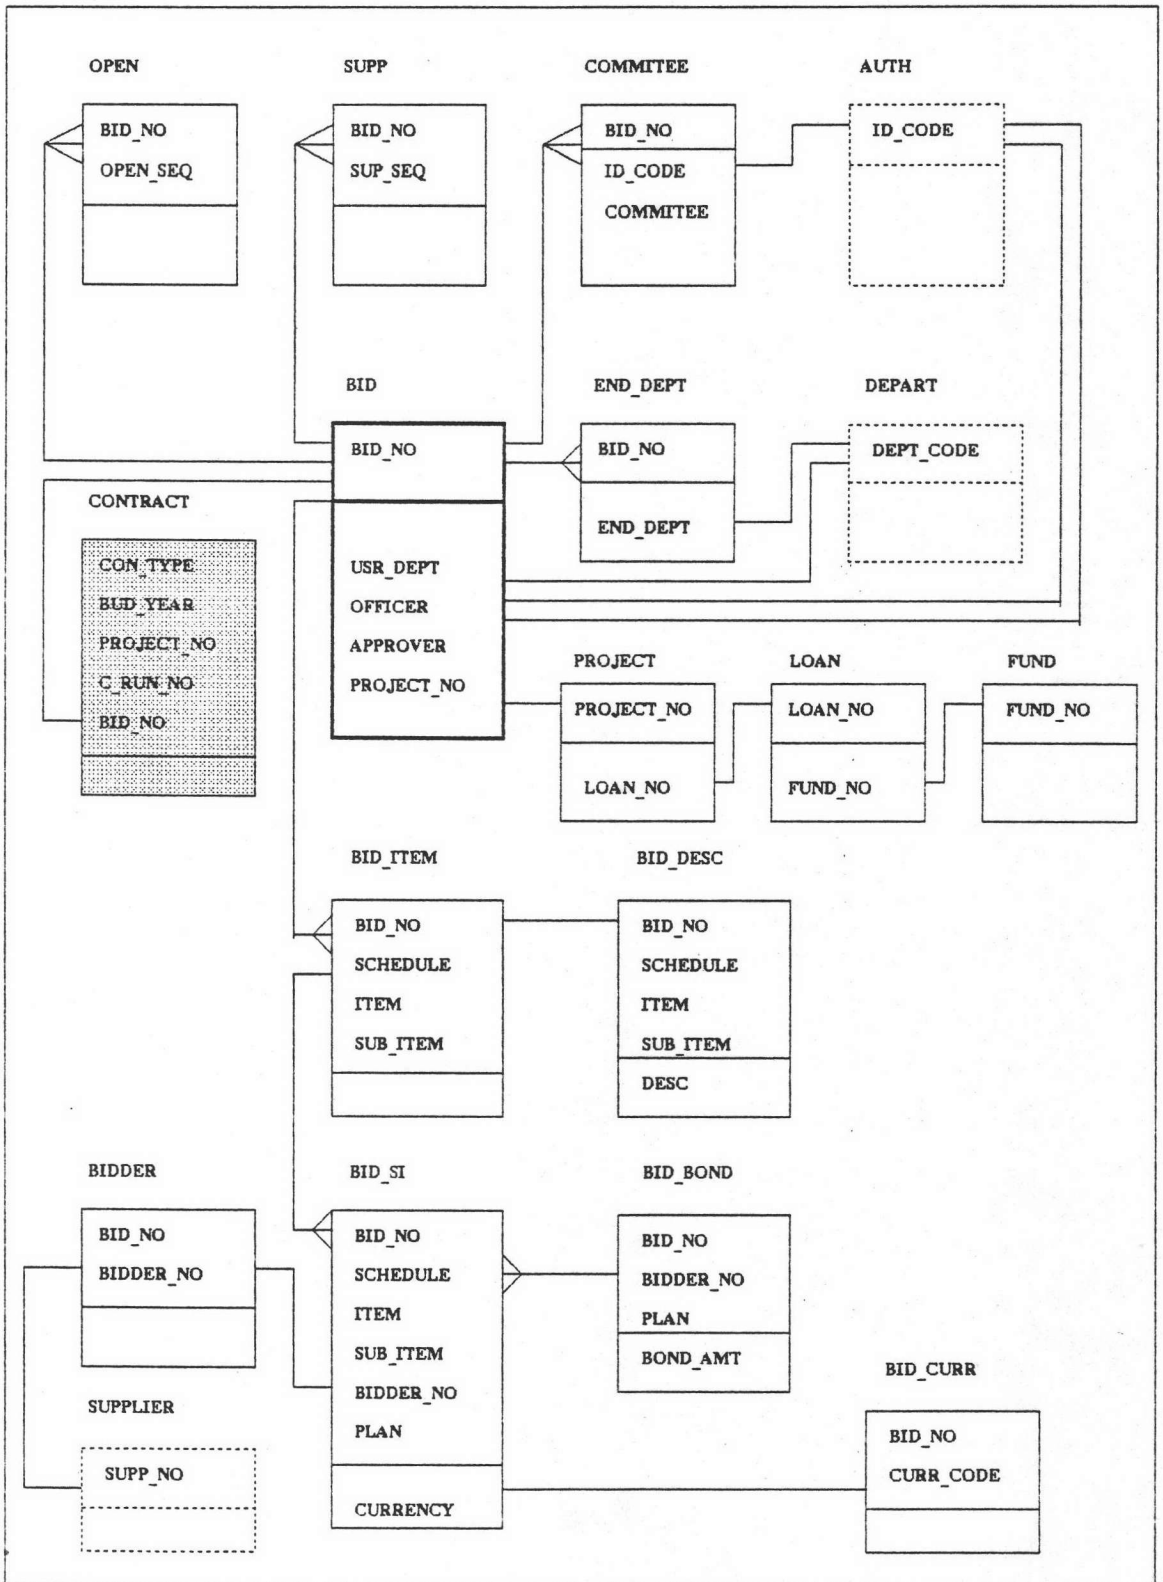 OPEN
SUPP
COMMITEE
AUTH
BID_NO
OPEN_SEQ
BID_NO
SUP_SEQ
BID_NO
ID_CODE
COMMITEE
ID_CODE
BID
END_DEPT
DEPART
BID_NO
USR_DEPT
OFFICER
APPROVER
PROJECT_NO
BID_NO
END_DEPT
DEPT_CODE
CONTRACT
CON_TYPE
BUD_YEAR
PROJECT_NO
C_RUN_NO
BID_NO
PROJECT
LOAN
FUND
PROJECT_NO
LOAN_NO
LOAN_NO
FUND_NO
FUND_NO
BID_ITEM
BID_DESC
BID_NO
SCHEDULE
ITEM
SUB_ITEM
BID_NO
SCHEDULE
ITEM
SUB_ITEM
DESC
BIDDER
BID_SI
BID_BOND
BID_NO
BIDDER_NO
BID_NO
SCHEDULE
ITEM
SUB_ITEM
BIDDER_NO
PLAN
CURRENCY
BID_NO
BIDDER_NO
PLAN
BOND_AMT
SUPPLIER
SUPP_NO
BID_CURR
BID_NO
CURR_CODE